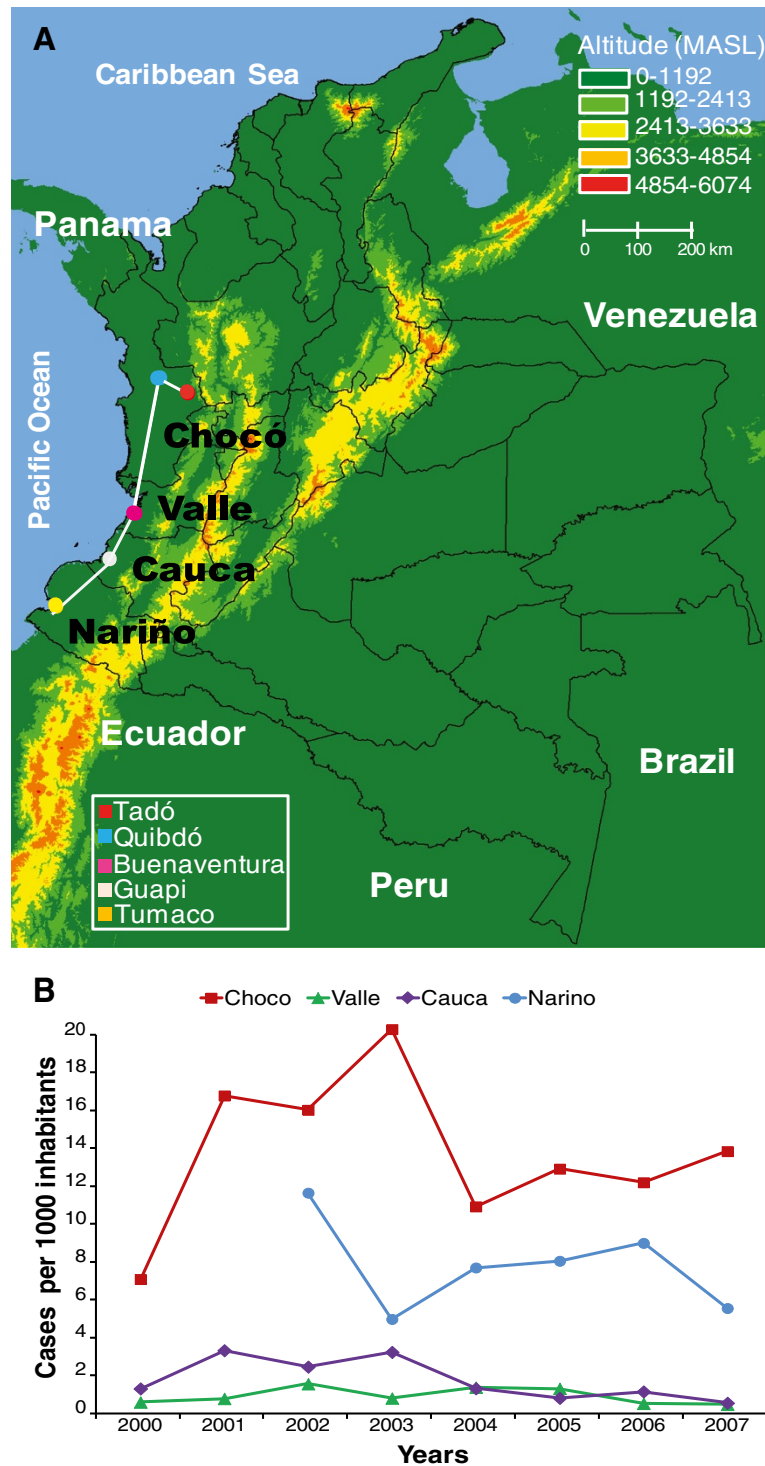 A
Caribbean Sea
Altitude (MASL)
0-1192
1192-2413
2413-3633
3633-4854
4854-6074
0 100 200 km
Panama
Venezuela
Pacific Ocean
Chocó
Valle
Cauca
Nariño
Ecuador
Brazil
Peru
Tadó
Quibdó
Buenaventura
Guapi
Tumaco
B
Choco Valle Cauca Narino
Cases per 1000 inhabitants
20
18
16
14
12
10
8
6
4
2
0
2000 2001 2002 2003 2004 2005 2006 2007
Years